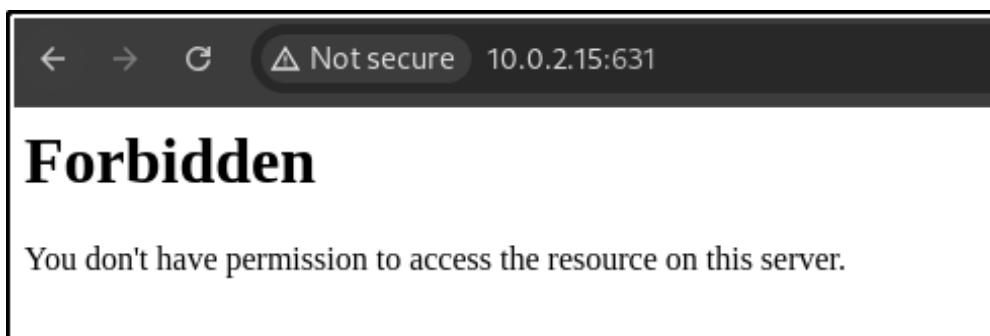 Not secure 10.0.2.15:631
Forbidden
You don't have permission to access the resource on this server.